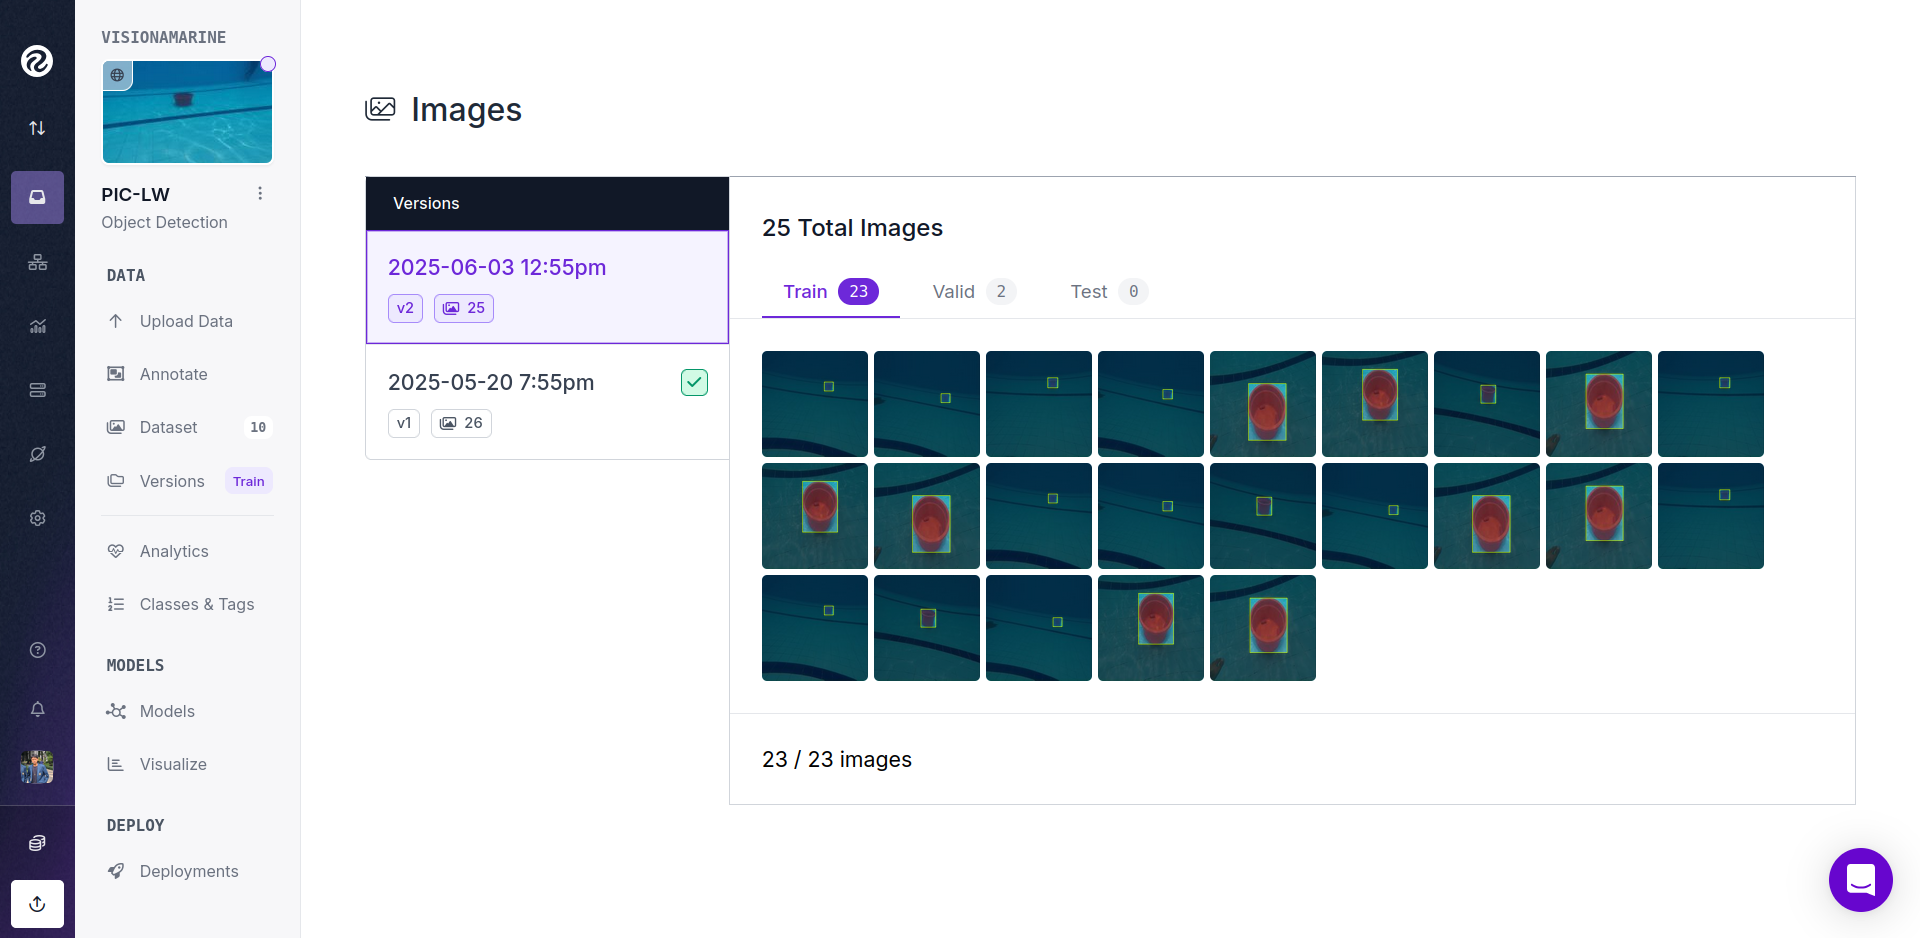 VISIONAMARINE
PIC-LW
Object Detection
DATA
Upload Data
Annotate
Dataset 10
Versions Train
Analytics
Classes & Tags
MODELS
Models
Visualize
DEPLOY
Deployments
Images
Versions
2025-06-03 12:55pm
v2 25
2025-05-20 7:55pm
v1 26
25 Total Images
Train 23 Valid 2 Test 0
23 / 23 images